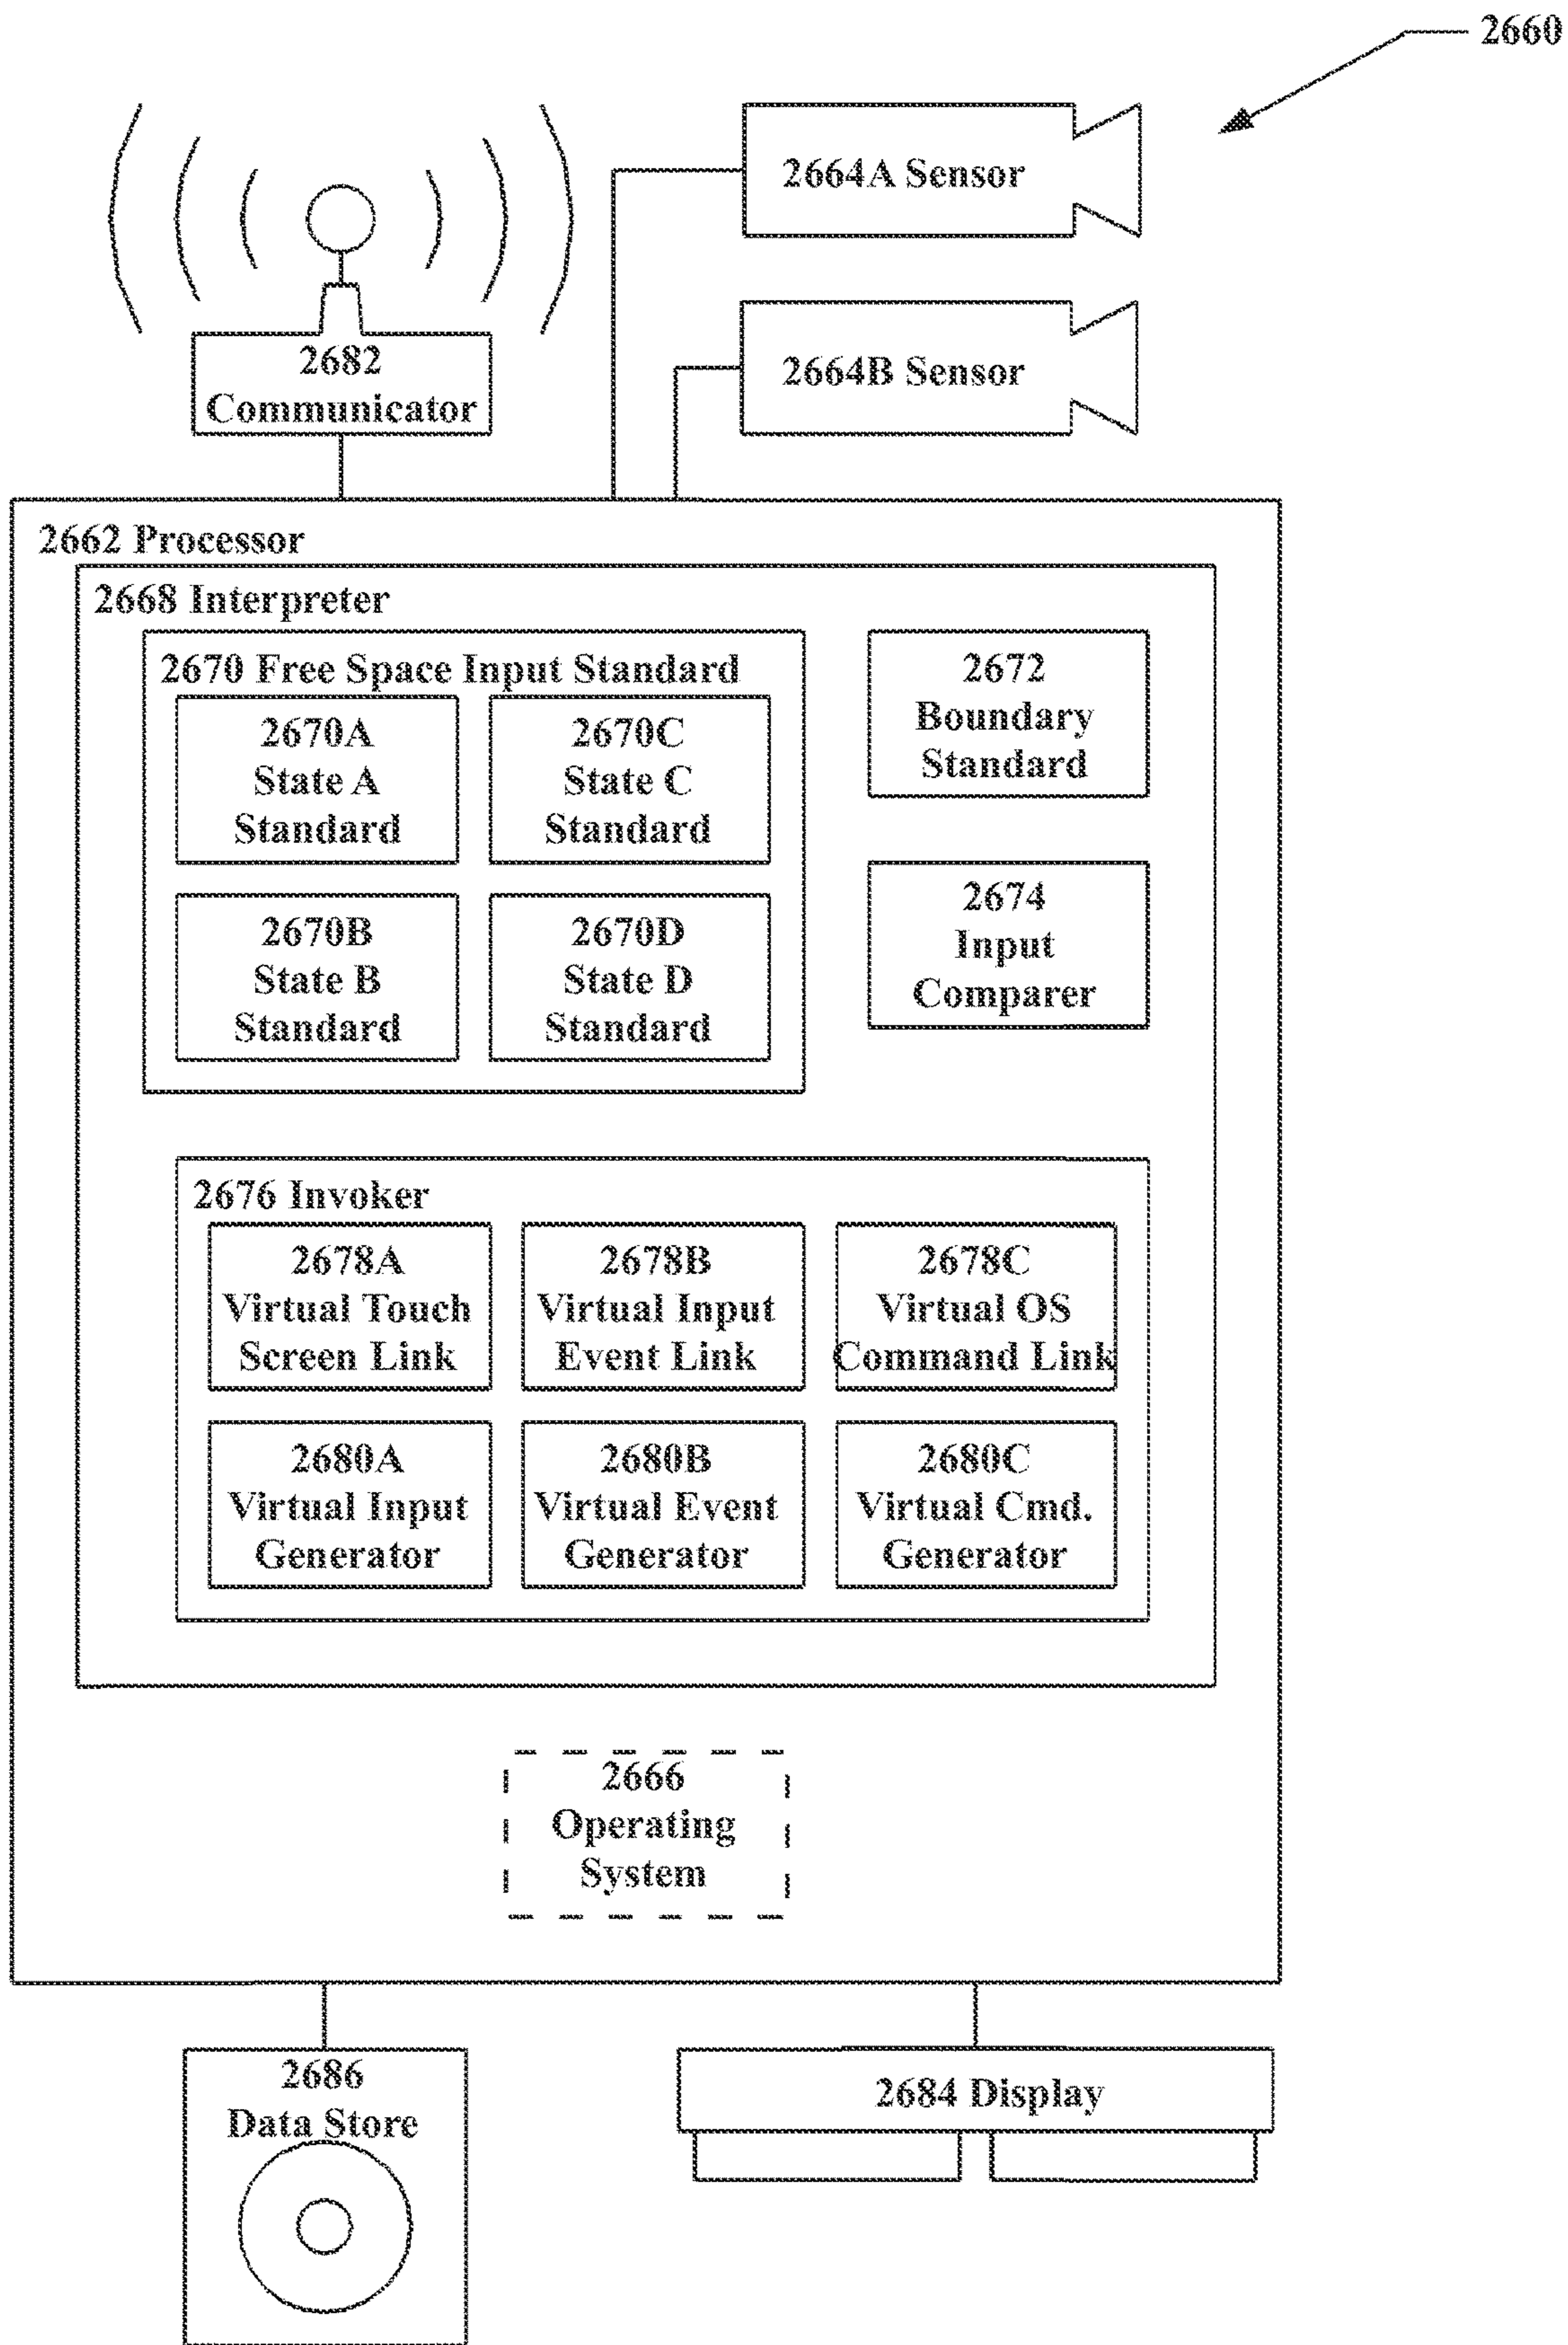 2660
2664A Sensor
2664B Sensor
2682
Communicator
2662 Processor
2668 Interpreter
2670 Free Space Input Standard
2670A
State A
Standard
2670C
State C
Standard
2670B
State B
Standard
2670D
State D
Standard
2672
Boundary
Standard
2674
Input
Comparer
2676 Invoker
2678A
Virtual Touch
Screen Link
2678B
Virtual Input
Event Link
2678C
Virtual OS
Command Link
2680A
Virtual Input
Generator
2680B
Virtual Event
Generator
2680C
Virtual Cmd.
Generator
2666
Operating
System
2686
Data Store
2684 Display